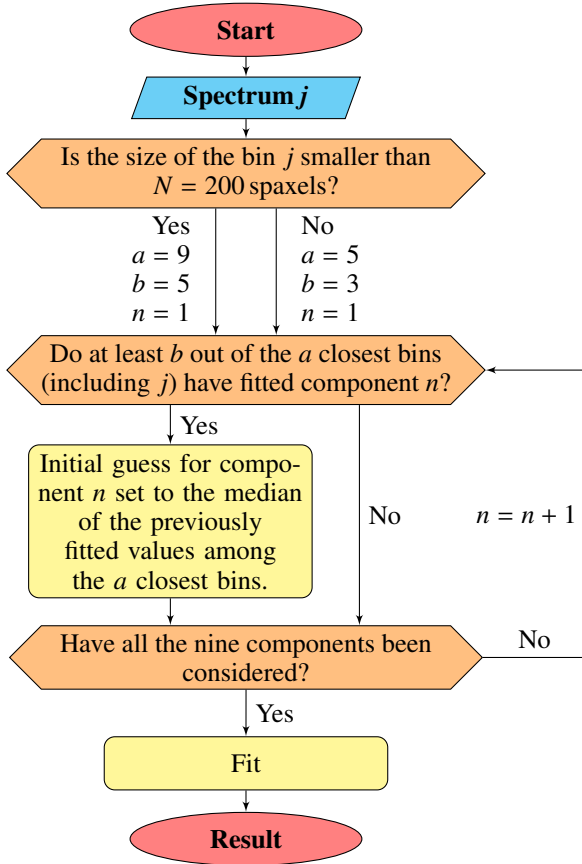 Start
Spectrum j
Is the size of the bin j smaller than
N = 200 spaxels?
Yes
a = 9
b = 5
n = 1
No
a = 5
b = 3
n = 1
Do at least b out of the a closest bins
(including j) have fitted component n?
Yes
Initial guess for compo-
nent n set to the median
of the previously
fitted values among
the a closest bins.
No
n = n + 1
Have all the nine components been
considered?
No
Yes
Fit
Result